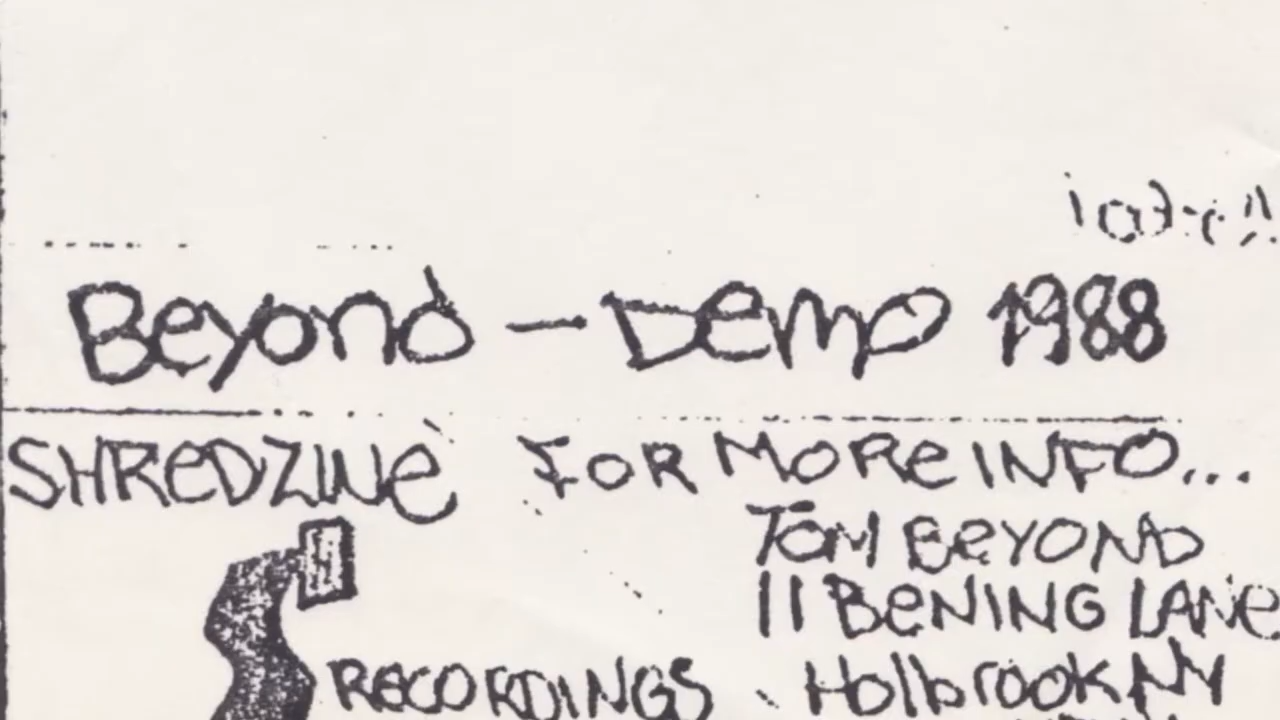 Beyond — Demo 1988
SHREDZINE FOR MORE INFO...
TOM BEYOND
11 BENING LANE
RECORDINGS Holbrook NY